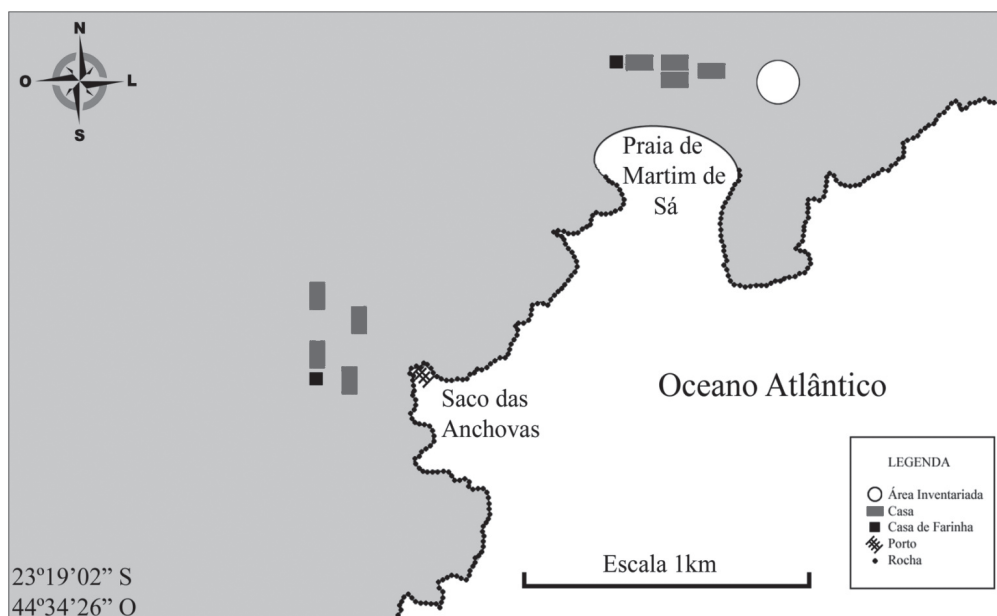 N
O
L
S
Praia de
Martim de
Sá
Saco das
Anchovas
Oceano Atlântico
LEGENDA
Área Inventariada
Casa
Casa de Farinha
Porto
Rocha
Escala 1km
23º19’02” S
44º34’26” O